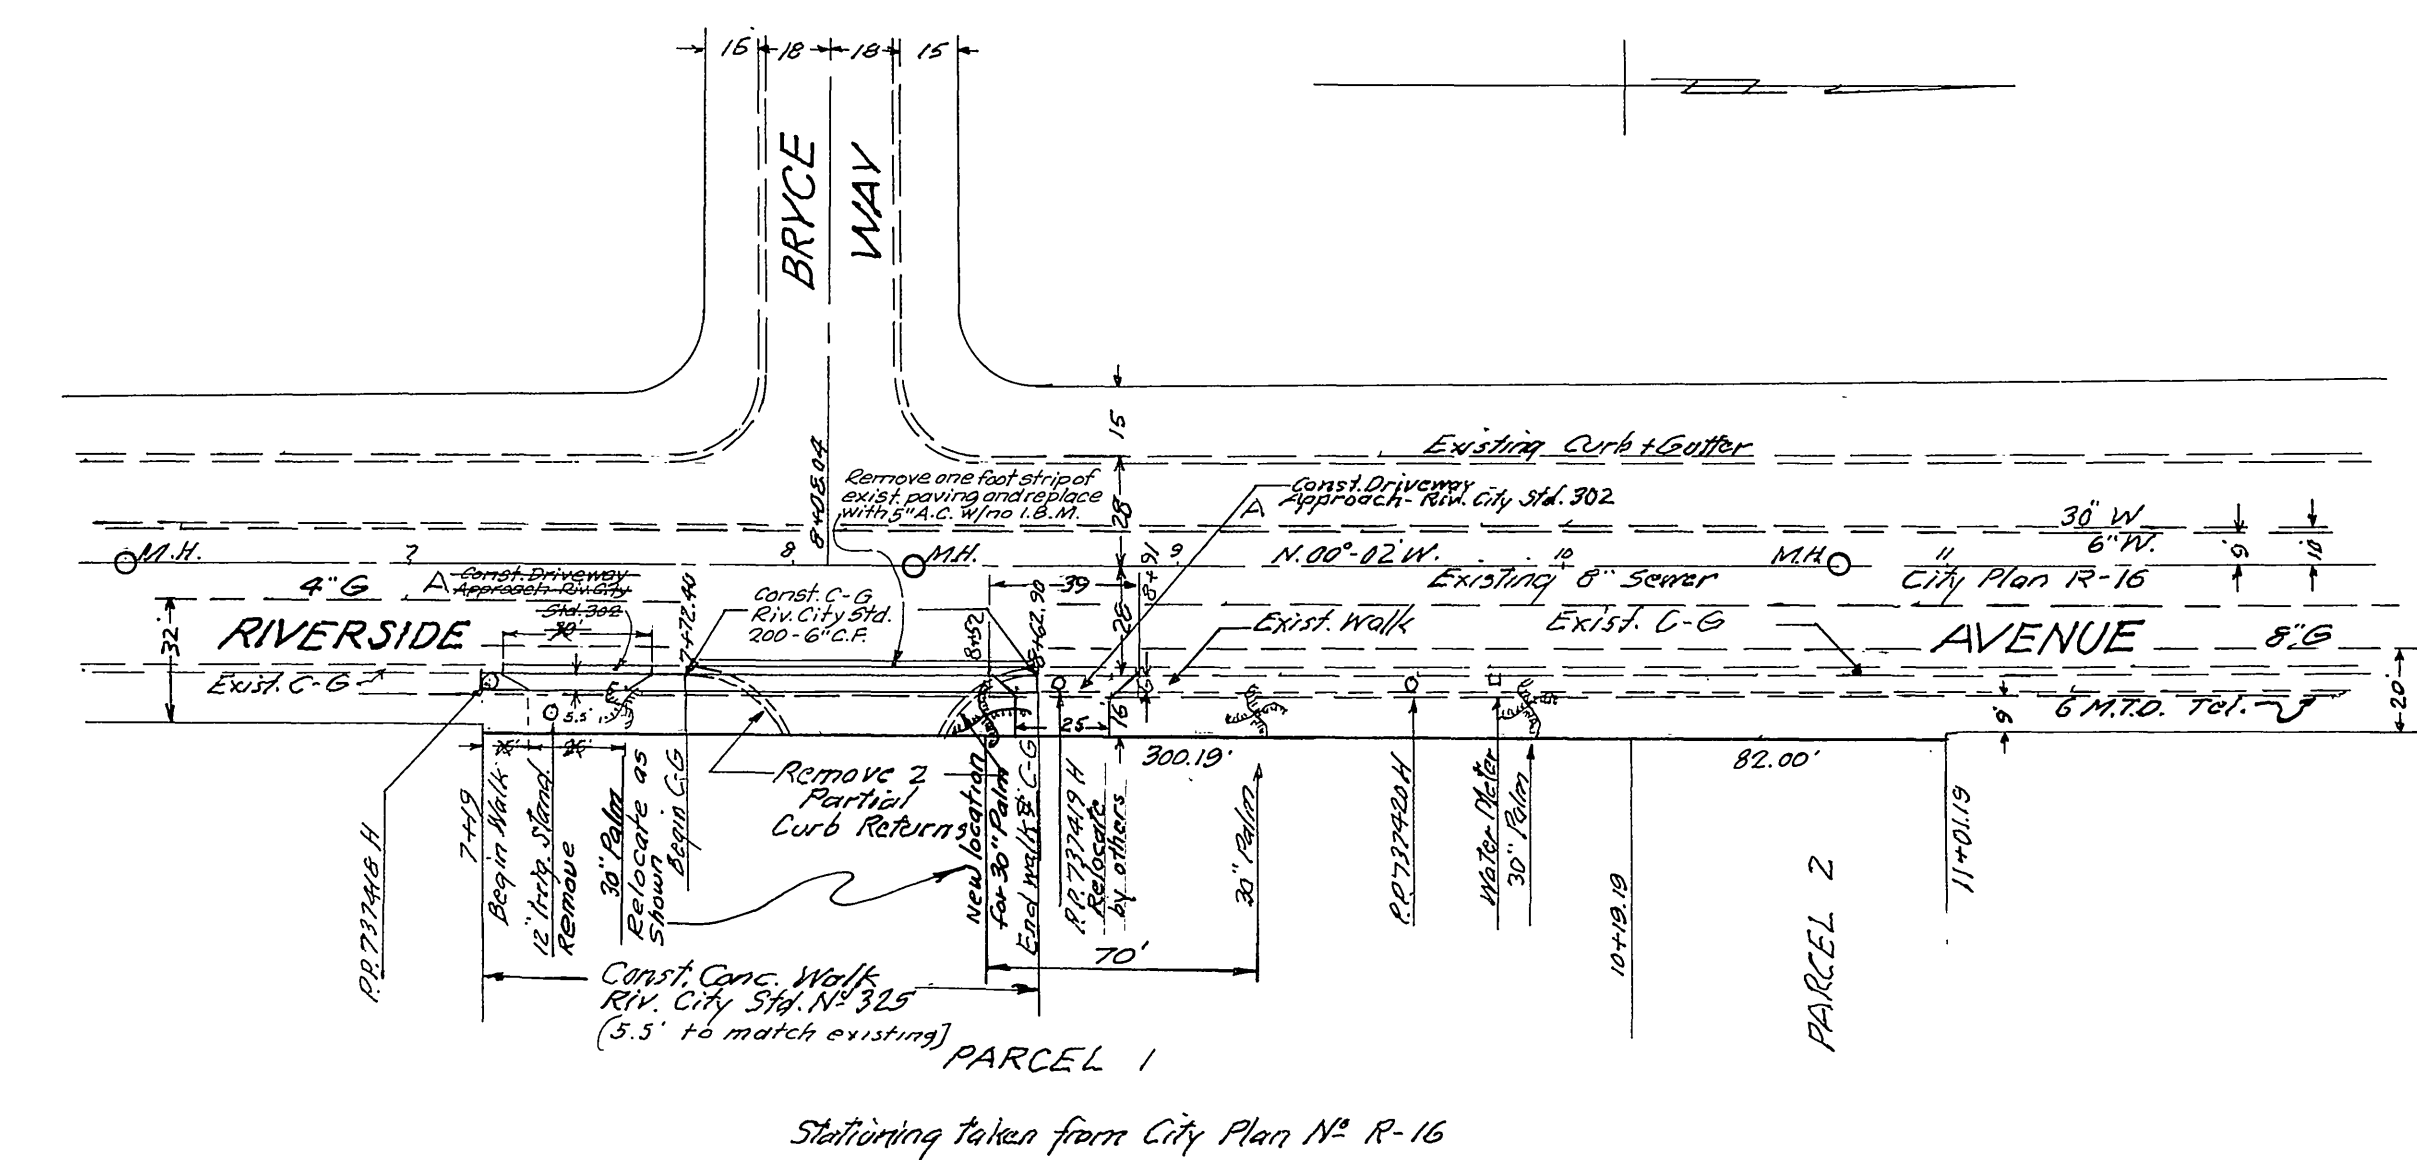 15 18 18 15
BRYCE
WAY
15
Existing Curb + Gutter
8+08.04
Remove one foot strip of
exist. paving and replace
with 5" A.C. w/no I.B.M.
28
Const. Driveway
A Approach - Riv. City Std. 302
30" W
6" W.
9'
10'
M.H.
7
8
M.H.
8+91
9
N.00°-02' W.
10
M.H.
11
4" G
A Const. Driveway
Approach - Riv. City
Std. 302
30'
7+72.40
Const. C-G
Riv. City Std.
200 - 6" C.F.
39
8+52
8+62.90
28
Existing 8" Sewer
City Plan R-16
32'
RIVERSIDE
Exist. Walk
Exist. C-G
AVENUE
8" G
Exist. C-G
5.5'
25'
16'
6 M.T.D. Tel.
9'
20'
300.19'
82.00'
Remove 2
Partial
Curb Returns
P.P. 737418 H
7+19
Begin Walk
12" Irrig. Stand.
Remove
30" Palm
Relocate as
Shown
Begin C-G
New location
for 30" Palm
End walk & C-G
P.P. 737419 H
Relocate
by others
30" Palm
P.P. 737420 H
Water Meter
30" Palm
10+19.19
PARCEL 2
11+01.19
70'
Const. Conc. Walk
Riv. City Std. Nº 325
(5.5' to match existing)
PARCEL 1
Stationing taken from City Plan Nº R-16